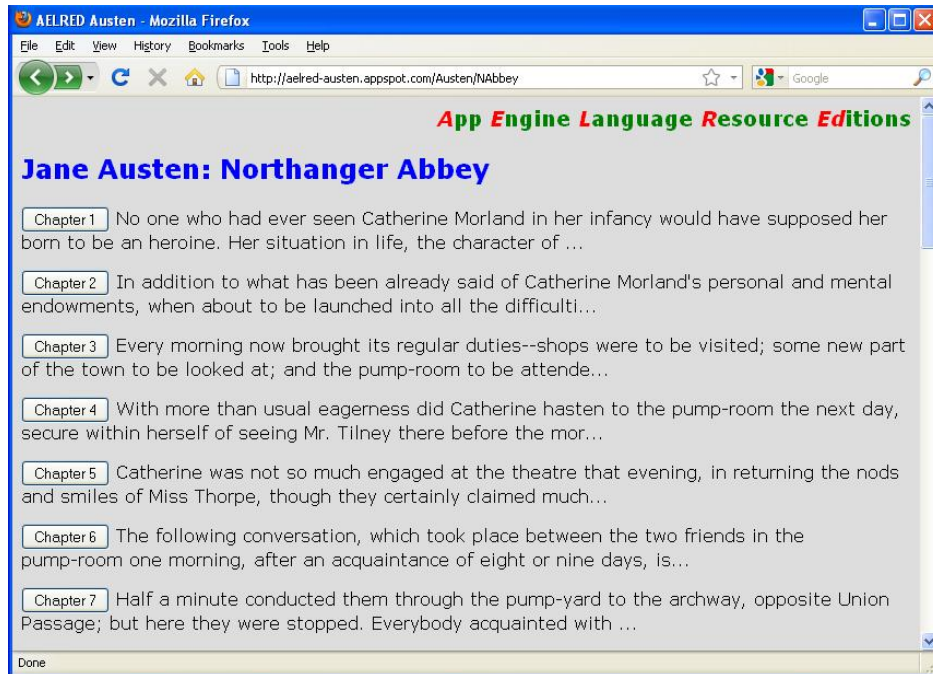 AELRED Austen - Mozilla Firefox
File Edit View History Bookmarks Tools Help
http://aelred-austen.appspot.com/Austen/NAbbey Google
App Engine Language Resource Editions
Jane Austen: Northanger Abbey
Chapter 1 No one who had ever seen Catherine Morland in her infancy would have supposed her
born to be an heroine. Her situation in life, the character of ...
Chapter 2 In addition to what has been already said of Catherine Morland's personal and mental
endowments, when about to be launched into all the difficulti...
Chapter 3 Every morning now brought its regular duties--shops were to be visited; some new part
of the town to be looked at; and the pump-room to be attende...
Chapter 4 With more than usual eagerness did Catherine hasten to the pump-room the next day,
secure within herself of seeing Mr. Tilney there before the mor...
Chapter 5 Catherine was not so much engaged at the theatre that evening, in returning the nods
and smiles of Miss Thorpe, though they certainly claimed much...
Chapter 6 The following conversation, which took place between the two friends in the
pump-room one morning, after an acquaintance of eight or nine days, is...
Chapter 7 Half a minute conducted them through the pump-yard to the archway, opposite Union
Passage; but here they were stopped. Everybody acquainted with ...
Done